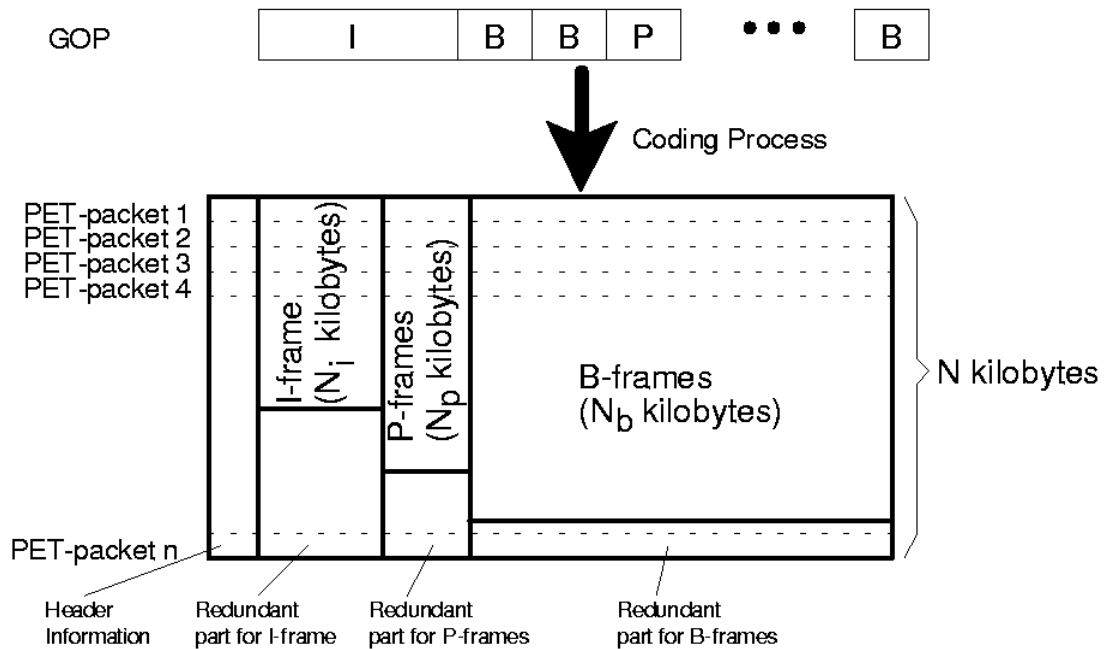 GOP
I B B P ••• B
Coding Process
PET-packet 1
PET-packet 2
PET-packet 3
PET-packet 4
I-frame
(Ni kilobytes)
P-frames
(Np kilobytes)
B-frames
(Nb kilobytes)
N kilobytes
PET-packet n
Header
Information
Redundant
part for I-frame
Redundant
part for P-frames
Redundant
part for B-frames